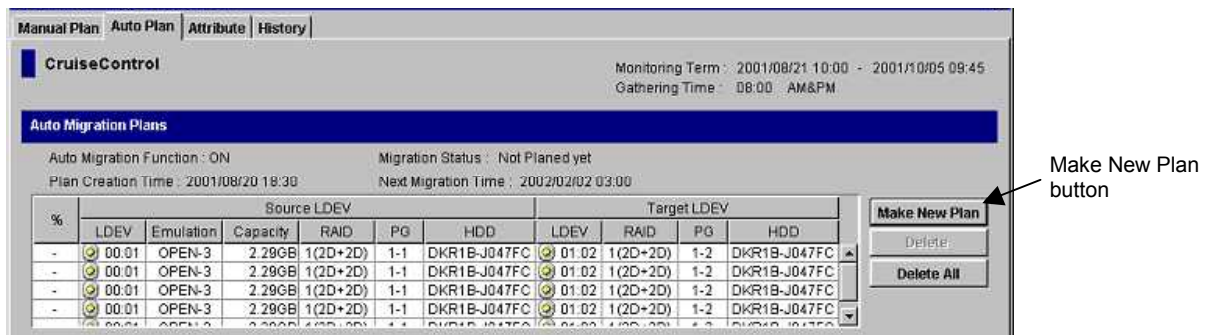 Manual Plan Auto Plan Attribute History
CruiseControl
Monitoring Term : 2001/08/21 10:00 - 2001/10/05 09:45
Gathering Time : 08:00 AM&PM
Auto Migration Plans
Auto Migration Function : ON Migration Status : Not Planed yet
Plan Creation Time : 2001/08/20 18:30 Next Migration Time : 2002/02/02 03:00
Make New Plan
button
% Source LDEV Target LDEV
LDEV Emulation Capacity RAID PG HDD LDEV RAID PG HDD
- 00:01 OPEN-3 2.29GB 1(2D+2D) 1-1 DKR1B-J047FC 01:02 1(2D+2D) 1-2 DKR1B-J047FC
- 00:01 OPEN-3 2.29GB 1(2D+2D) 1-1 DKR1B-J047FC 01:02 1(2D+2D) 1-2 DKR1B-J047FC
- 00:01 OPEN-3 2.29GB 1(2D+2D) 1-1 DKR1B-J047FC 01:02 1(2D+2D) 1-2 DKR1B-J047FC
- 00:01 OPEN-3 2.29GB 1(2D+2D) 1-1 DKR1B-J047FC 01:02 1(2D+2D) 1-2 DKR1B-J047FC
Make New Plan
Delete
Delete All